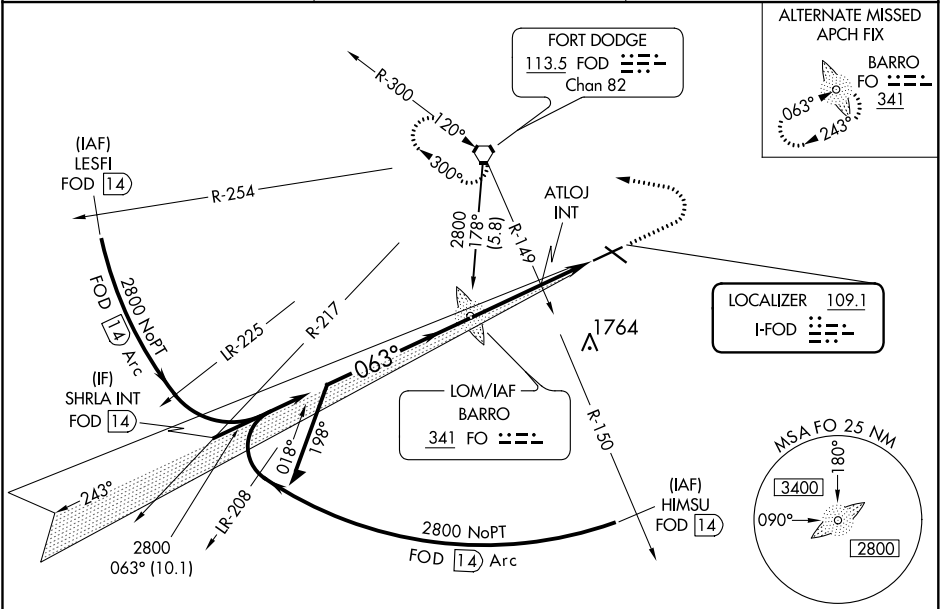 ALTERNATE MISSED
APCH FIX
BARRO
FO
341
063°
243°
FORT DODGE
113.5 FOD
Chan 82
R-300
120°
300°
(IAF)
LESFI
FOD 14
R-254
2800
178°
(5.8)
R-149
ATLOJ
INT
2800 NoPT
FOD 14 Arc
LR-225
R-217
LOCALIZER 109.1
I-FOD
1764
063°
(IF)
SHRLA INT
FOD 14
LOM/IAF
BARRO
341 FO
R-150
018°
198°
LR-208
243°
2800
063° (10.1)
2800 NoPT
FOD 14 Arc
(IAF)
HIMSU
FOD 14
MSA FO 25 NM
180°
3400
090°
2800